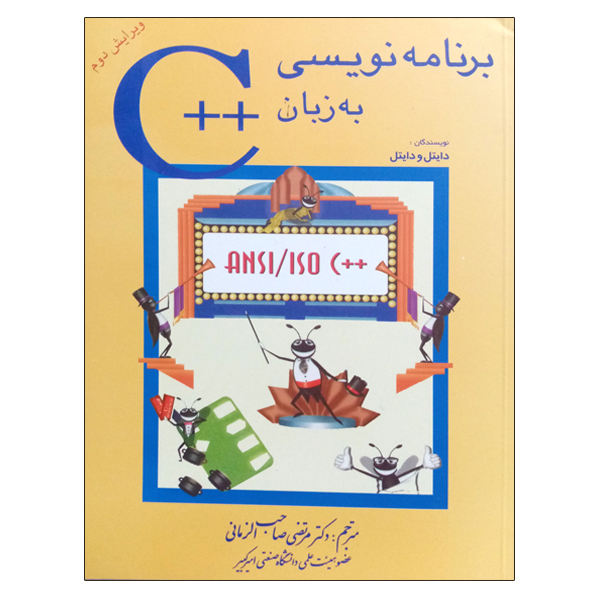 ویرایش دوم
برنامه نویسی
به زبان
C++
نویسندگان :
دایتل و دایتل
ANSI/ISO C++
مترجم: دکتر مرتضی صاحب الزمانی
عضو هیئت علمی دانشگاه صنعتی امیرکبیر